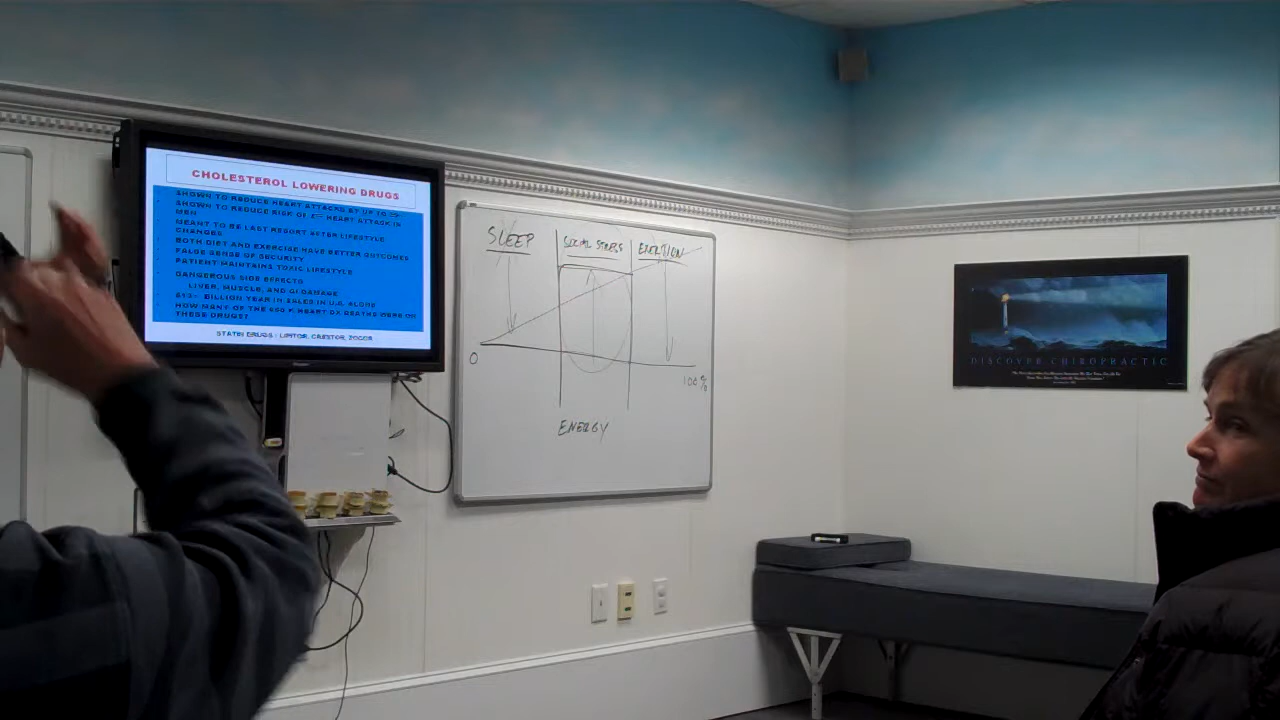 CHOLESTEROL LOWERING DRUGS
SHOWN TO REDUCE HEART ATTACKS BY UP TO
SHOWN TO REDUCE RISK OF 2ND HEART ATTACK IN
MEN
MEANT TO BE LAST RESORT AFTER LIFESTYLE
CHANGES
BOTH DIET AND EXERCISE HAVE BETTER OUTCOMES
FALSE SENSE OF SECURITY
PATIENT MAINTAINS TOXIC LIFESTYLE
DANGEROUS SIDE EFFECTS
LIVER, MUSCLE, AND GI DAMAGE
BILLION YEAR IN SALES IN U.S. ALONE
HOW MANY OF THE 650 K HEART DX DEATHS WERE ON
THESE DRUGS?
STATIN DRUGS: LIPITOR, CRESTOR, ZOCOR
SLEEP
SOCIAL STRESS
EXERTION
0
100%
ENERGY
DISCOVER CHIROPRACTIC